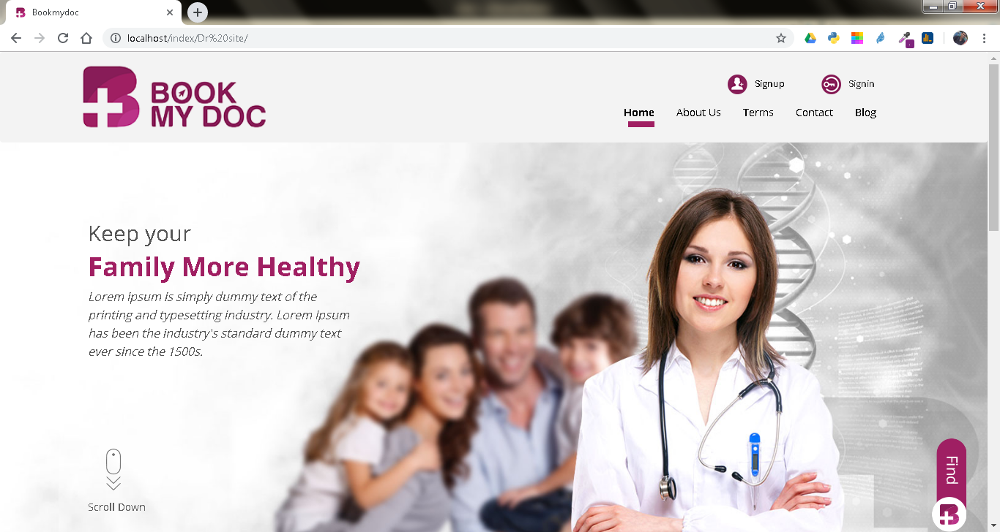 Bookmydoc
localhost/index/Dr%20site/
BOOK
MY DOC
Signup
Signin
Home
About Us
Terms
Contact
Blog
Keep your
Family More Healthy
Lorem Ipsum is simply dummy text of the
printing and typesetting industry. Lorem Ipsum
has been the industry's standard dummy text
ever since the 1500s.
Scroll Down
Find